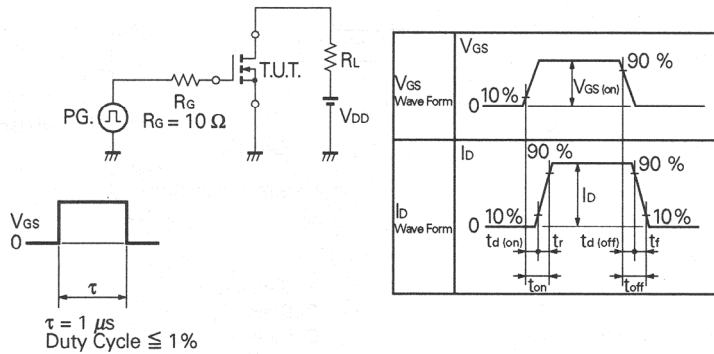 PG.
RG
RG = 10 Ω
T.U.T.
RL
VDD
VGS
0
τ
τ = 1 μs
Duty Cycle ≦ 1%
VGS
Wave Form
VGS
10 %
0
VGS (on)
90 %
ID
Wave Form
ID
90 %
90 %
0
10 %
ID
10 %
td (on)
tr
td (off)
tf
ton
toff